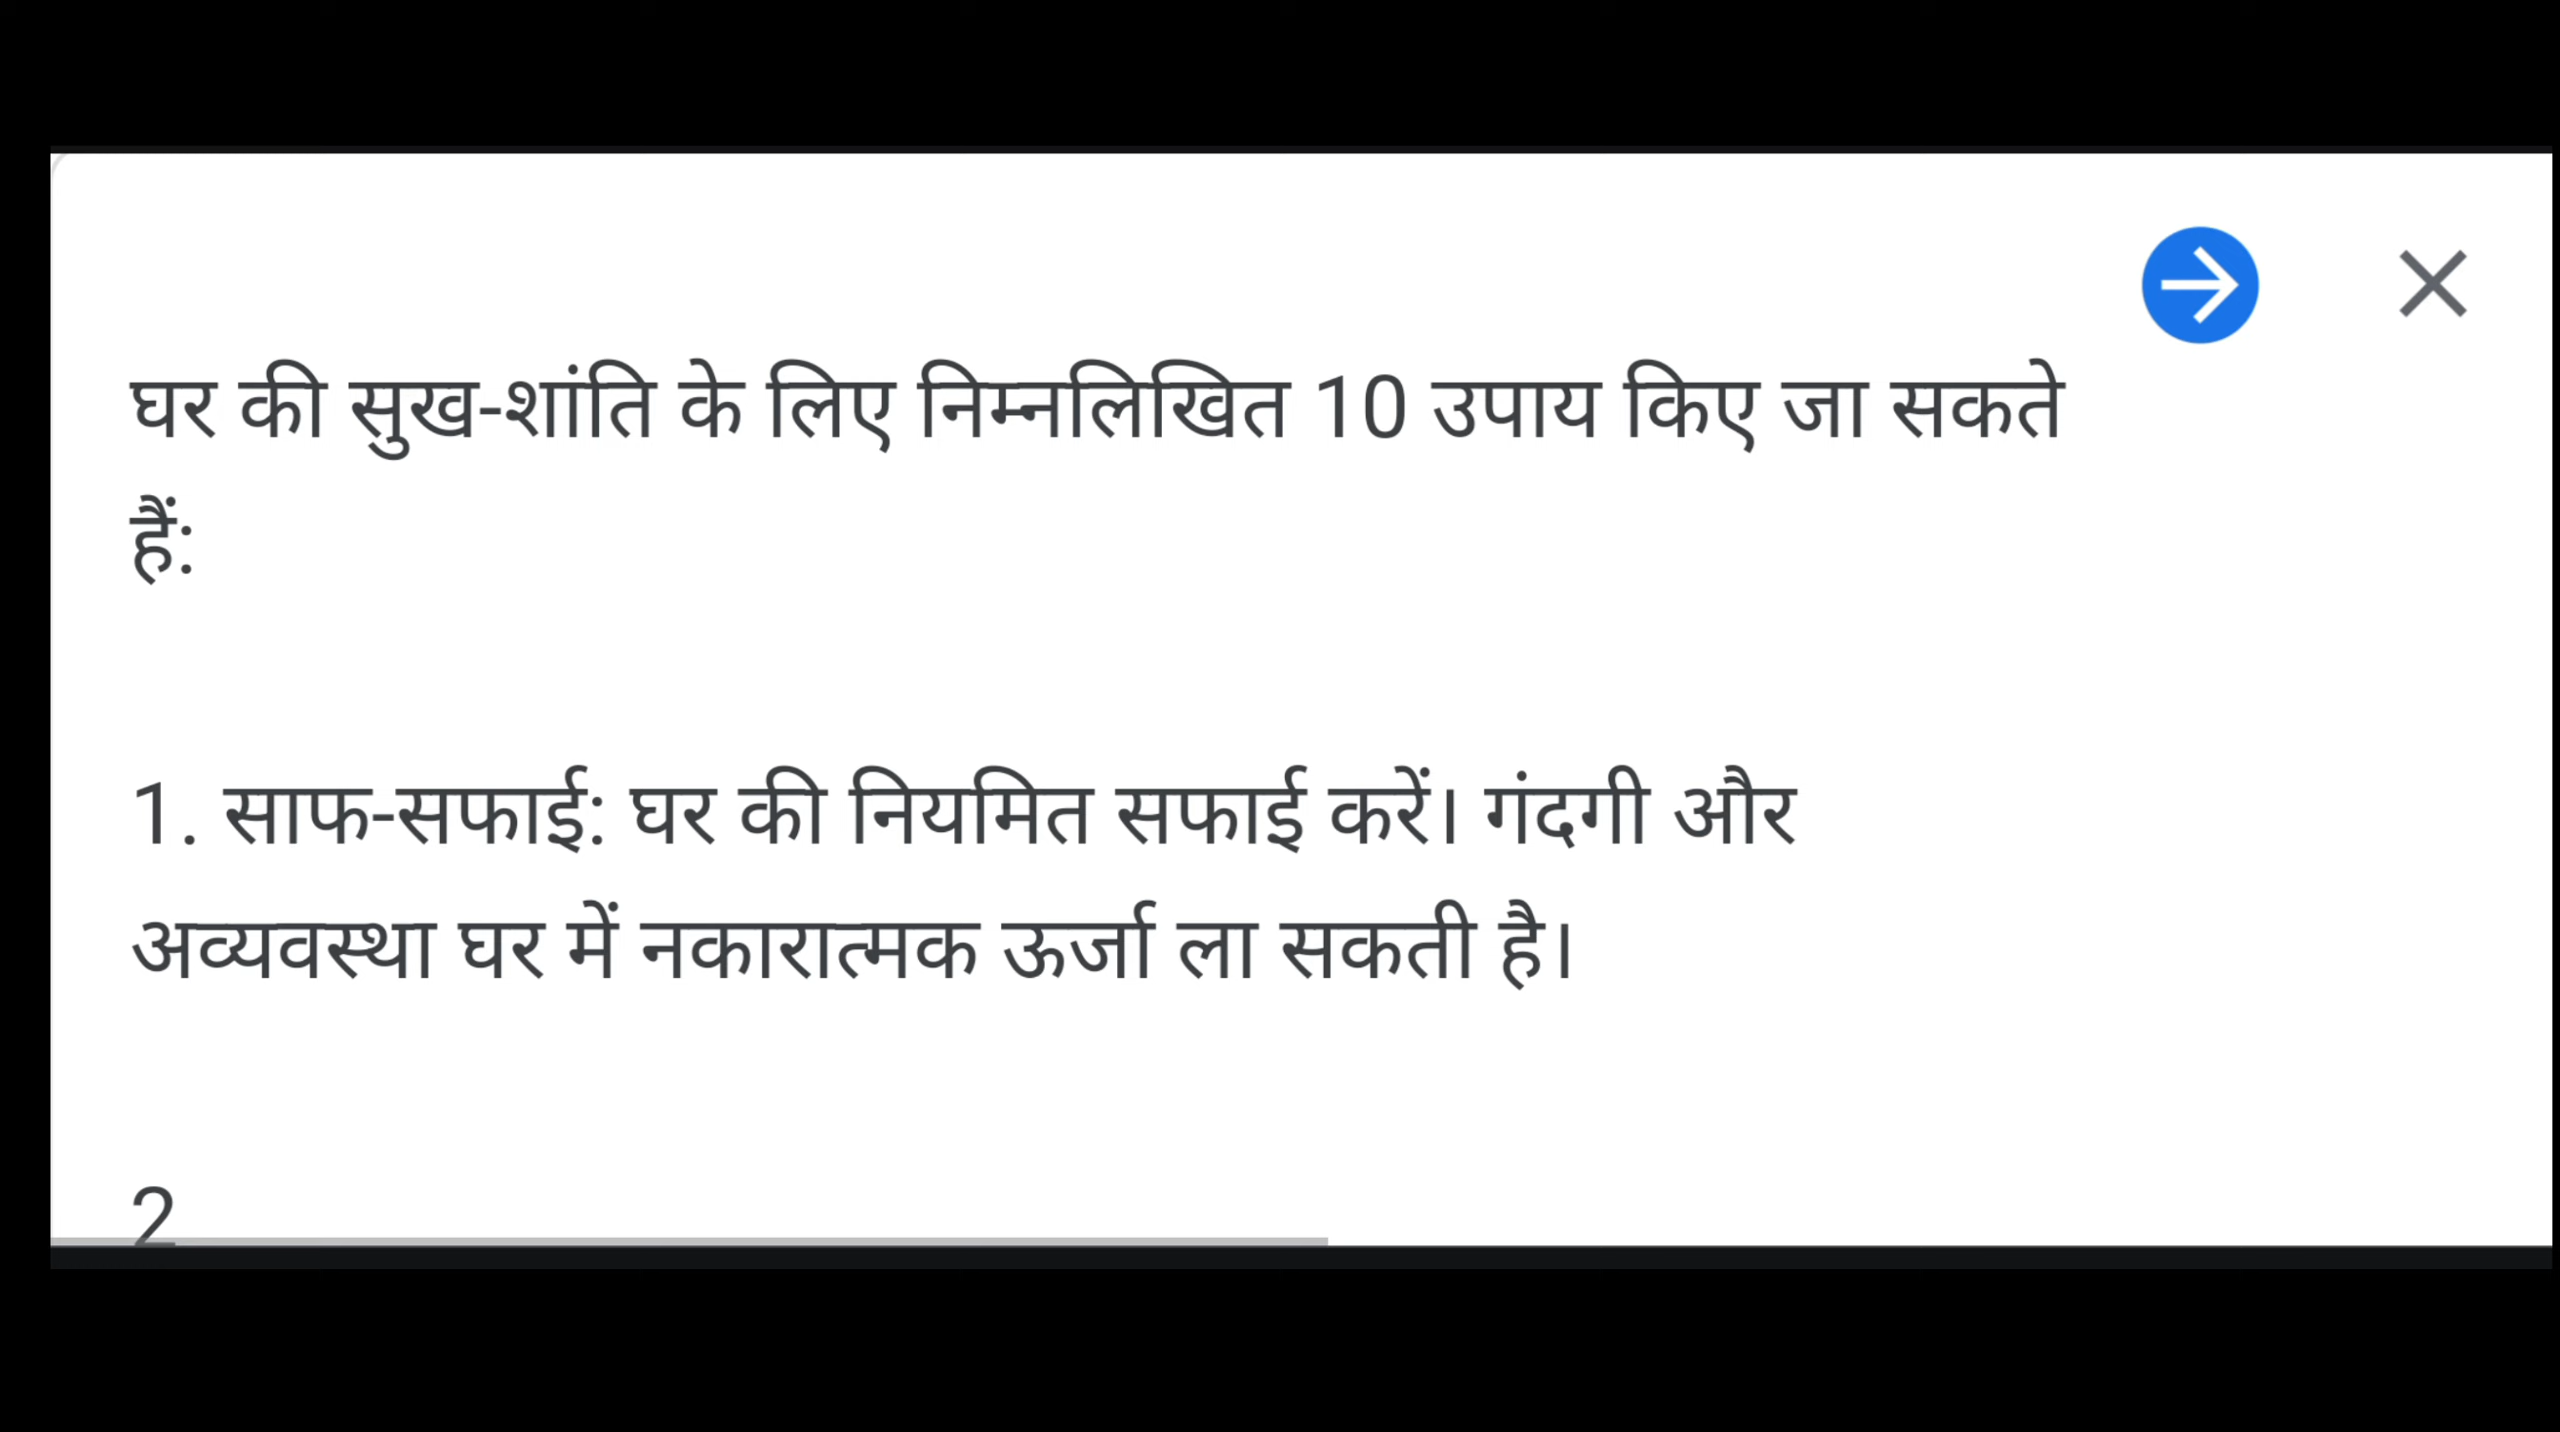 घर की सुख-शांति के लिए निम्नलिखित 10 उपाय किए जा सकते
हैं:
1. साफ-सफाई: घर की नियमित सफाई करें। गंदगी और
अव्यवस्था घर में नकारात्मक ऊर्जा ला सकती है।
2